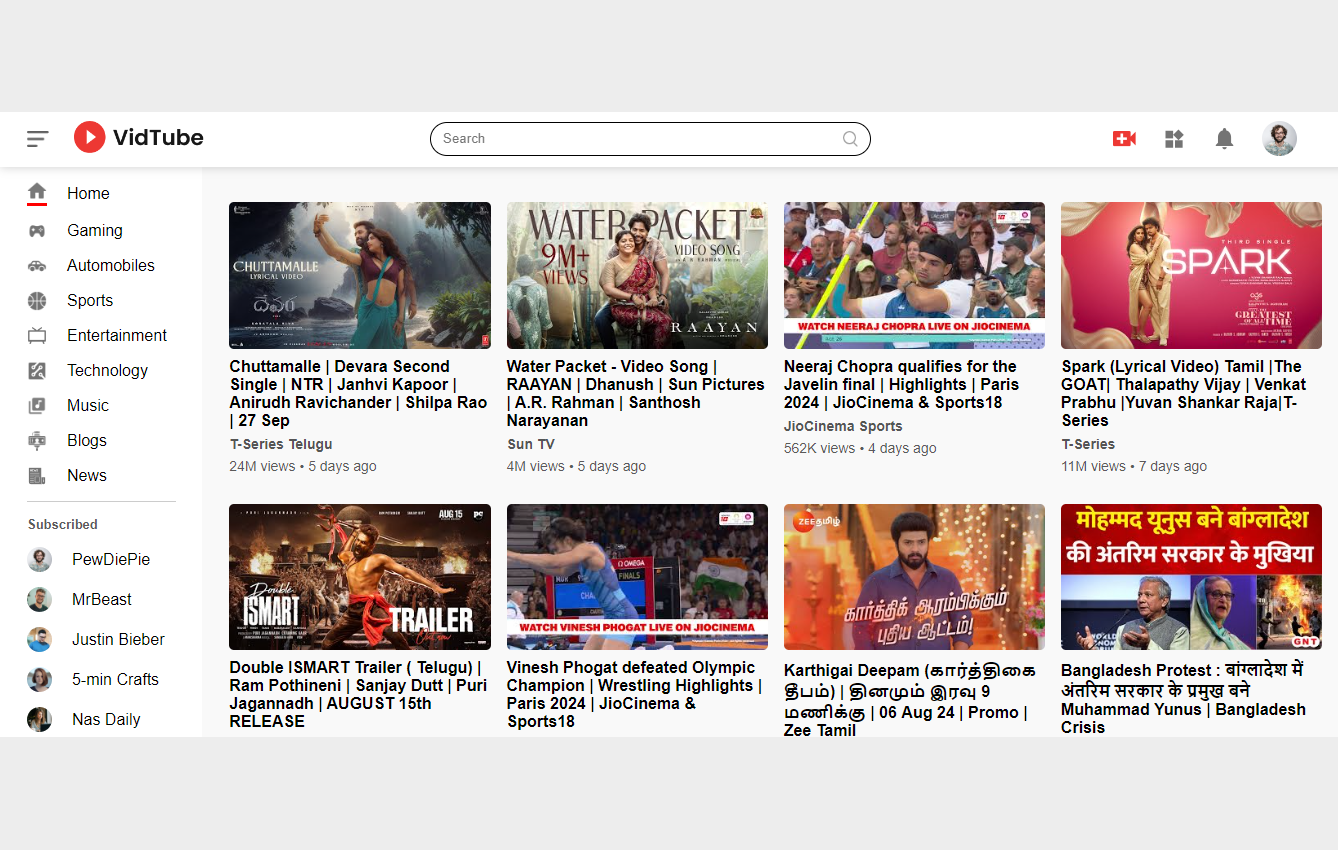 VidTube
Search
Home
Gaming
Automobiles
Sports
Entertainment
Technology
Music
Blogs
News
Subscribed
PewDiePie
MrBeast
Justin Bieber
5-min Crafts
Nas Daily
CHUTTAMALLE
LYRICAL VIDEO
దేవర
Chuttamalle | Devara Second
Single | NTR | Janhvi Kapoor |
Anirudh Ravichander | Shilpa Rao
| 27 Sep
T-Series Telugu
24M views • 5 days ago
WATER PACKET
9M+
VIEWS
VIDEO SONG
RAAYAN
Water Packet - Video Song |
RAAYAN | Dhanush | Sun Pictures
| A.R. Rahman | Santhosh
Narayanan
Sun TV
4M views • 5 days ago
WATCH NEERAJ CHOPRA LIVE ON JIOCINEMA
Neeraj Chopra qualifies for the
Javelin final | Highlights | Paris
2024 | JioCinema & Sports18
JioCinema Sports
562K views • 4 days ago
THIRD SINGLE
SPARK
THE
GREATEST
OF ALL TIME
Spark (Lyrical Video) Tamil |The
GOAT| Thalapathy Vijay | Venkat
Prabhu |Yuvan Shankar Raja|T-
Series
T-Series
11M views • 7 days ago
AUG 15
Double
ISMART
TRAILER
Double ISMART Trailer ( Telugu) |
Ram Pothineni | Sanjay Dutt | Puri
Jagannadh | AUGUST 15th
RELEASE
OMEGA
FINALS
WATCH VINESH PHOGAT LIVE ON JIOCINEMA
Vinesh Phogat defeated Olympic
Champion | Wrestling Highlights |
Paris 2024 | JioCinema &
Sports18
ZEEதமிழ்
கார்த்திக் ஆரம்பிக்கும்
புதிய ஆட்டம்!
Karthigai Deepam (கார்த்திகை
தீபம்) | தினமும் இரவு 9
மணிக்கு | 06 Aug 24 | Promo |
Zee Tamil
मोहम्मद यूनुस बने बांग्लादेश
की अंतरिम सरकार के मुखिया
GNT
Bangladesh Protest : बांग्लादेश में
अंतरिम सरकार के प्रमुख बने
Muhammad Yunus | Bangladesh
Crisis